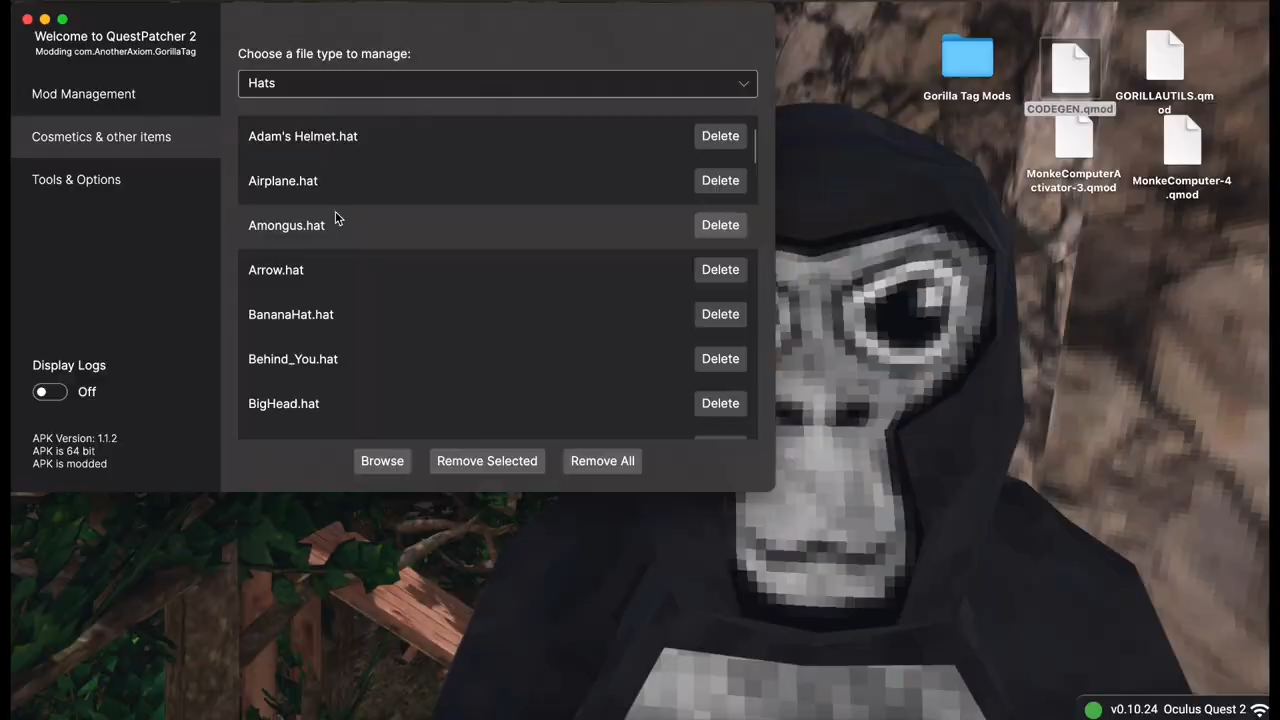 Welcome to QuestPatcher 2
Modding com.AnotherAxiom.GorillaTag
Mod Management
Cosmetics & other items
Tools & Options
Display Logs
Off
APK Version: 1.1.2
APK is 64 bit
APK is modded
Choose a file type to manage:
Hats
Adam's Helmet.hat
Delete
Airplane.hat
Delete
Amongus.hat
Delete
Arrow.hat
Delete
BananaHat.hat
Delete
Behind_You.hat
Delete
BigHead.hat
Delete
Browse
Remove Selected
Remove All
Gorilla Tag Mods
CODEGEN.qmod
GORILLAUTILS.qm
od
MonkeComputerA
ctivator-3.qmod
MonkeComputer-4
.qmod
v0.10.24 Oculus Quest 2